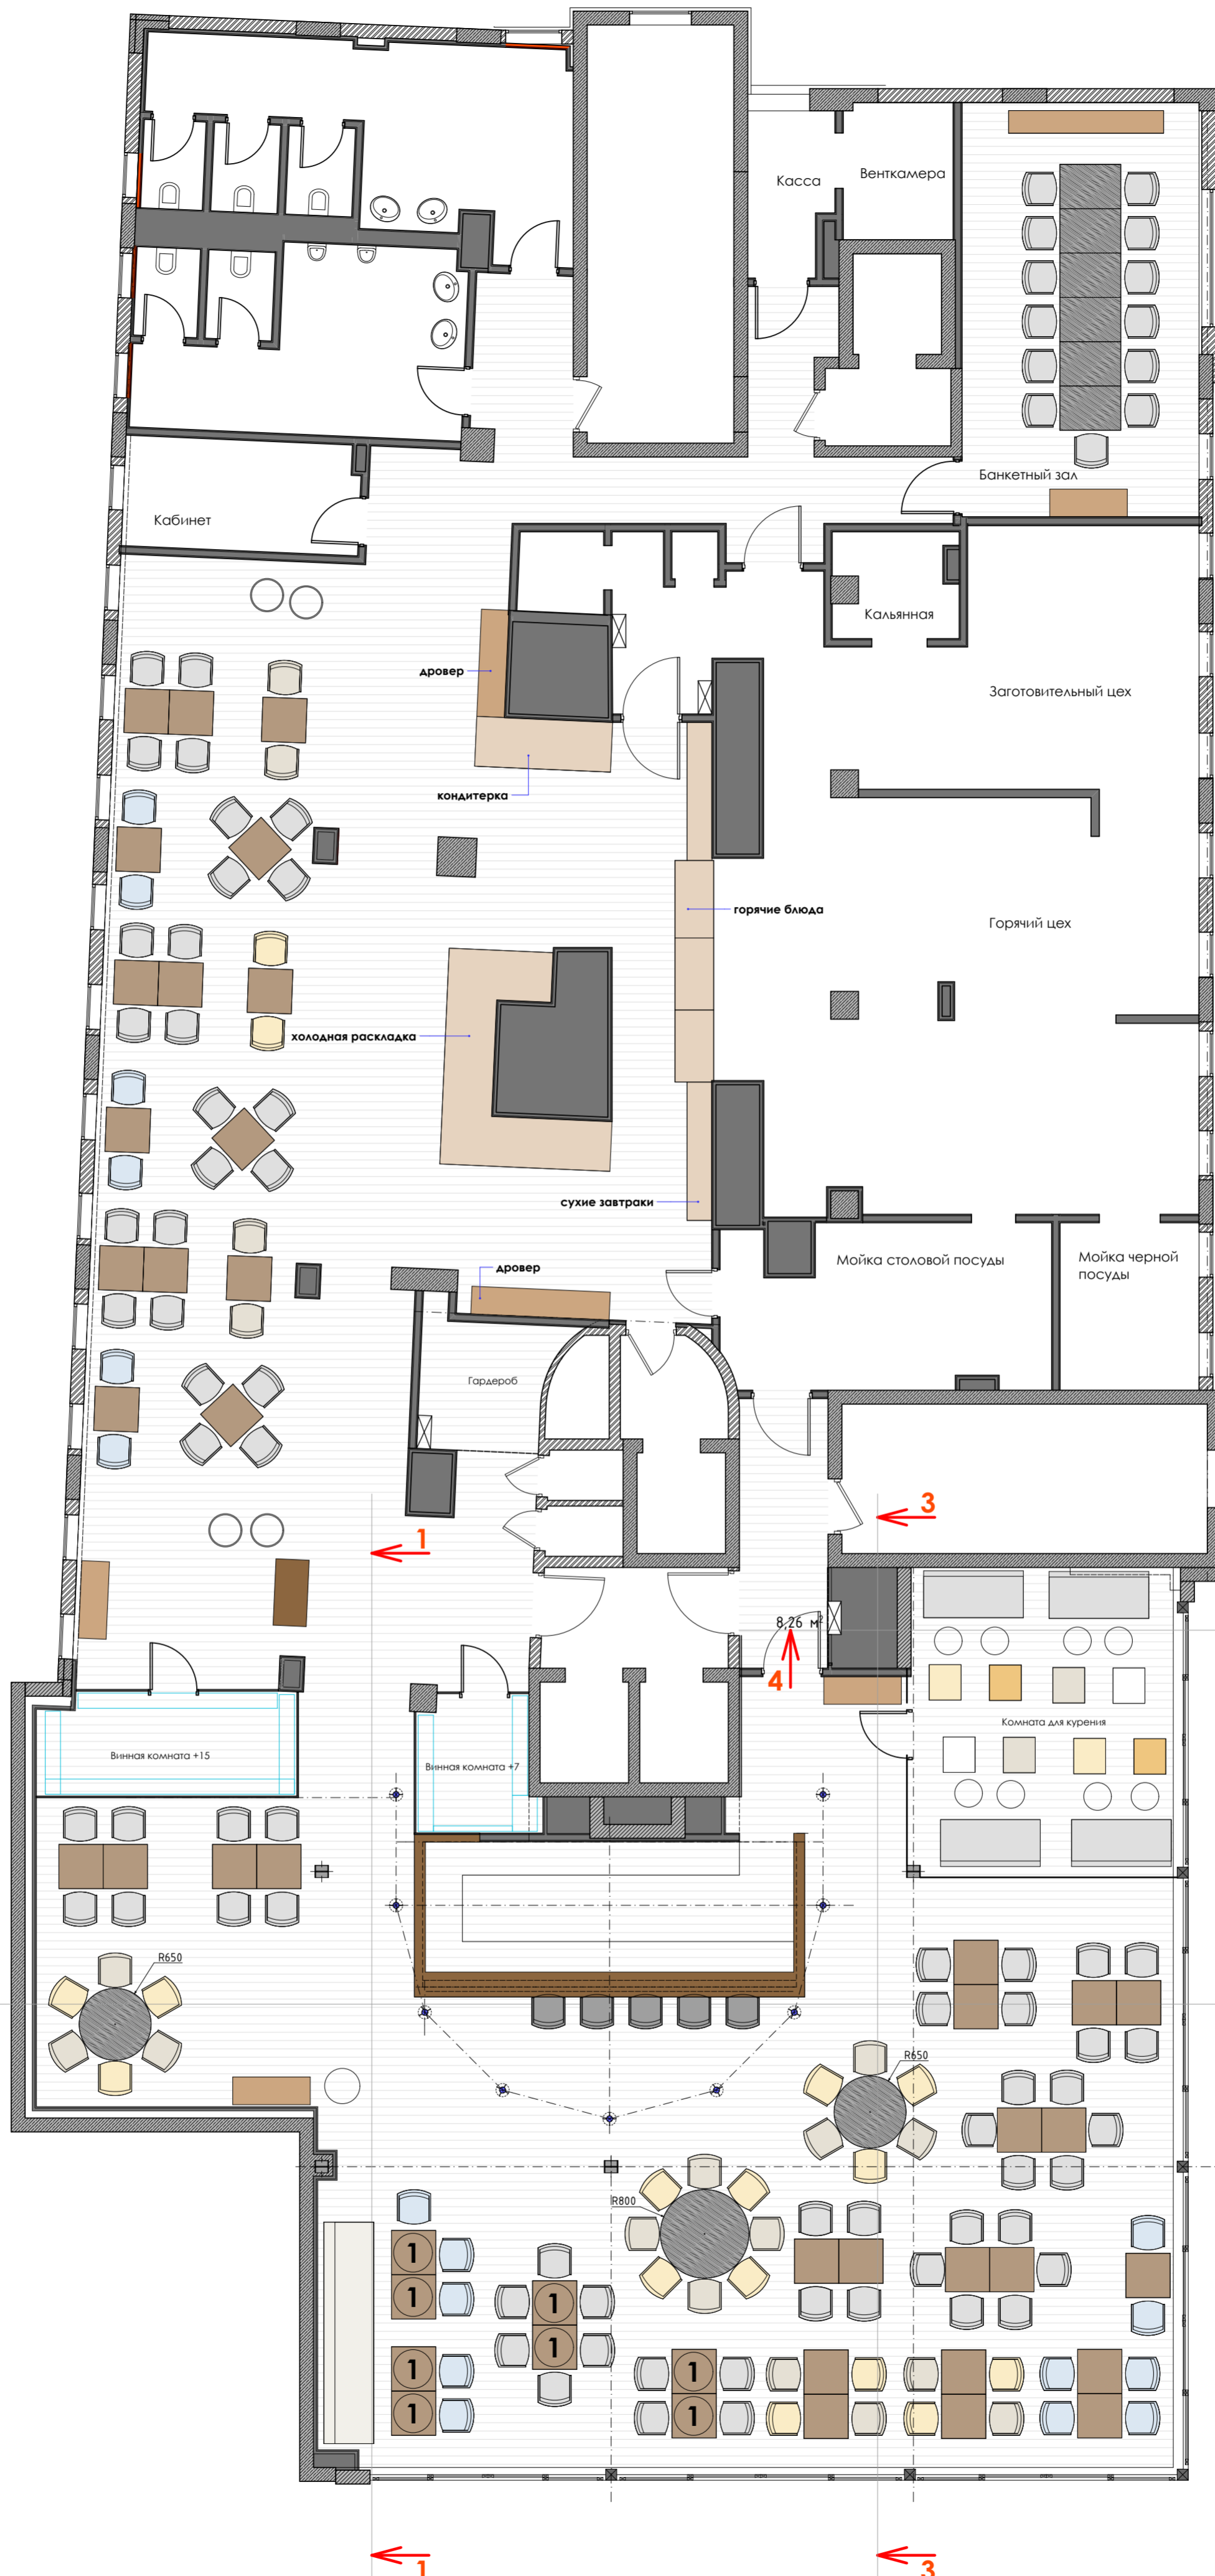 Касса
Венткамера
Банкетный зал
Кабинет
Кальянная
дровер
Заготовительный цех
кондитерка
горячие блюда
Горячий цех
холодная раскладка
сухие завтраки
Мойка столовой посуды
Мойка черной
посуды
дровер
Гардероб
3
1
8,26 м²
4
Комната для курения
Винная комната +15
Винная комната +7
R650
R650
R800
1
1
1
1
1
1
1
1
1
3